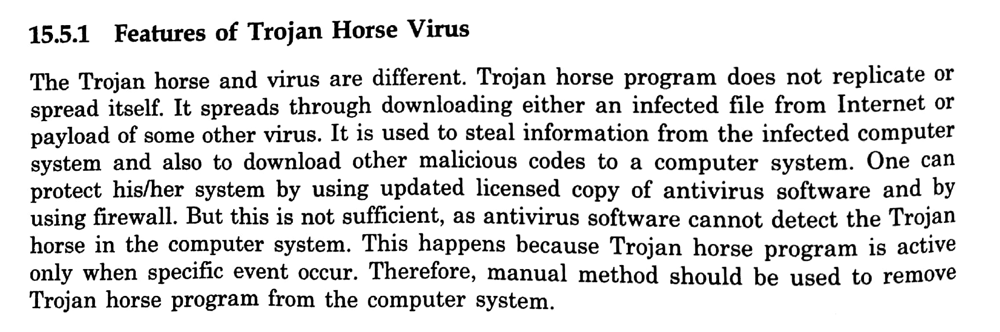 15.5.1 Features of Trojan Horse Virus
The Trojan horse and virus are different. Trojan horse program does not replicate or
spread itself. It spreads through downloading either an infected file from Internet or
payload of some other virus. It is used to steal information from the infected computer
system and also to download other malicious codes to a computer system. One can
protect his/her system by using updated licensed copy of antivirus software and by
using firewall. But this is not sufficient, as antivirus software cannot detect the Trojan
horse in the computer system. This happens because Trojan horse program is active
only when specific event occur. Therefore, manual method should be used to remove
Trojan horse program from the computer system.